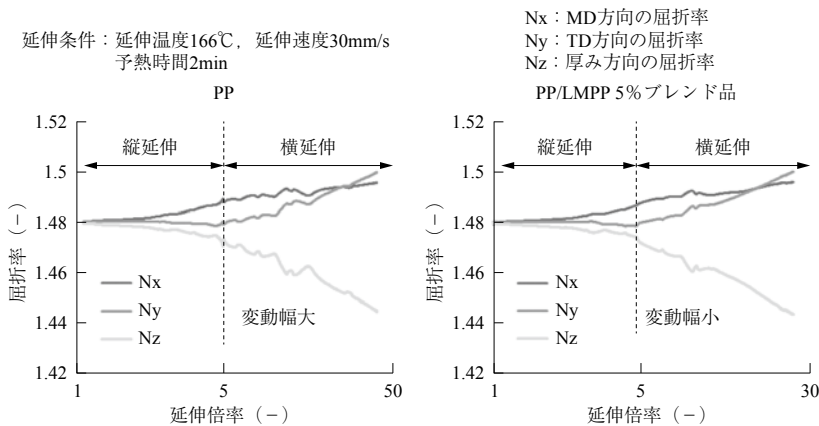 延伸条件：延伸温度166℃，延伸速度30mm/s
予熱時間2min
Nx：MD方向の屈折率
Ny：TD方向の屈折率
Nz：厚み方向の屈折率
PP
1.52
1.5
1.48
1.46
1.44
1.42
屈折率（−）
縦延伸
横延伸
Nx
Ny
Nz
変動幅大
1
5
50
延伸倍率（−）
PP/LMPP 5％ブレンド品
1.52
1.5
1.48
1.46
1.44
1.42
屈折率（−）
縦延伸
横延伸
Nx
Ny
Nz
変動幅小
1
5
30
延伸倍率（−）